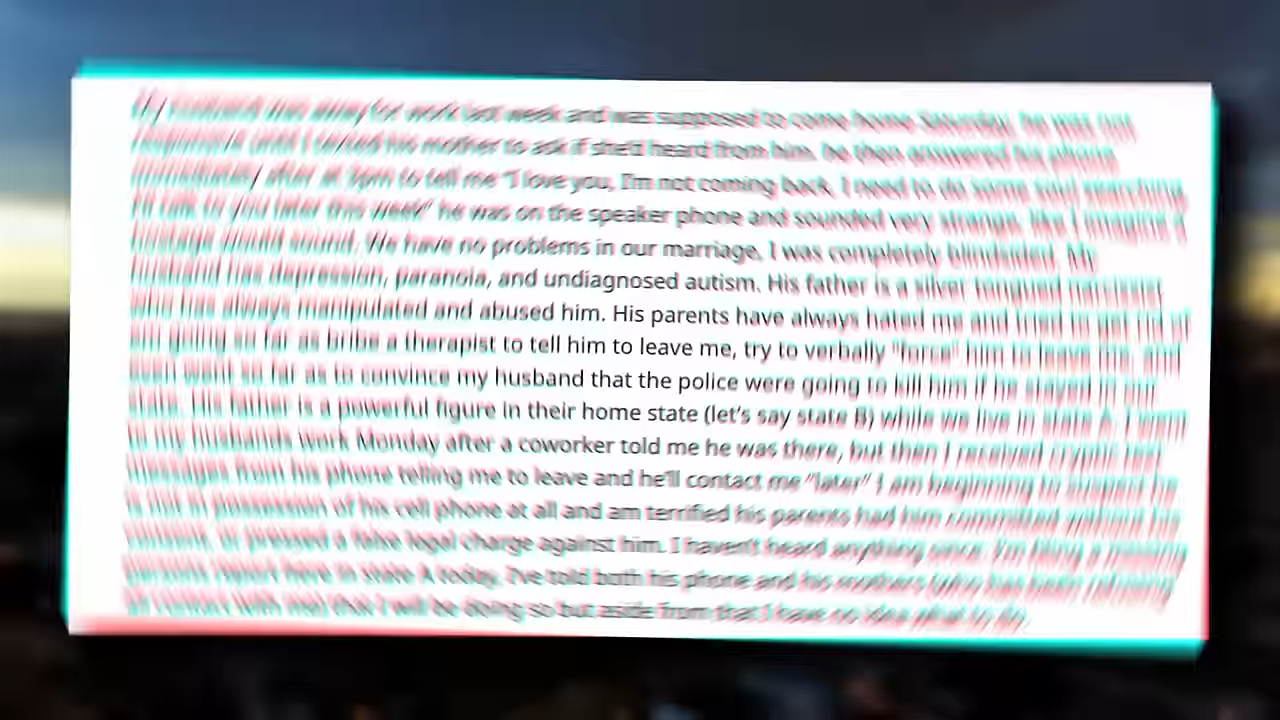 My husband was away for work last week and was supposed to come home Saturday, he was not
responsive until I texted his mother to ask if she'd heard from him, he then answered his phone
immediately after at 3pm to tell me "I love you, I'm not coming back, I need to do some soul searching,
I'll talk to you later this week" he was on the speaker phone and sounded very strange, like I imagine a
hostage would sound. We have no problems in our marriage, I was completely blindsided. My
husband has depression, paranoia, and undiagnosed autism. His father is a silver tongued narcissist
who has always manipulated and abused him. His parents have always hated me and tried to get rid of
going so far as bribe a therapist to tell him to leave me, try to verally "force" him to leave him, and
even went so far as to convince my husband that the police were going to kill him if he stayed in our
state. His father is a powerful figure in their home state (let's say state B) while we live in state A. I went
to my husbands work Monday after a coworker told me he was there, but then I received cryptic text
messages from his phone telling me to leave and he'll contact me "later" I am beginning to suspect he
is not in possession of his cell phone at all and am terrified his parents had him committed without his
consent, or pressed a false legal charge against him. I haven't heard anything since. I'm filing a missing
persons report here in state A today. I've told both his phone and his mothers (who has been refusing
all contact with me) that I will be doing so but aside from that I have no idea what to do.